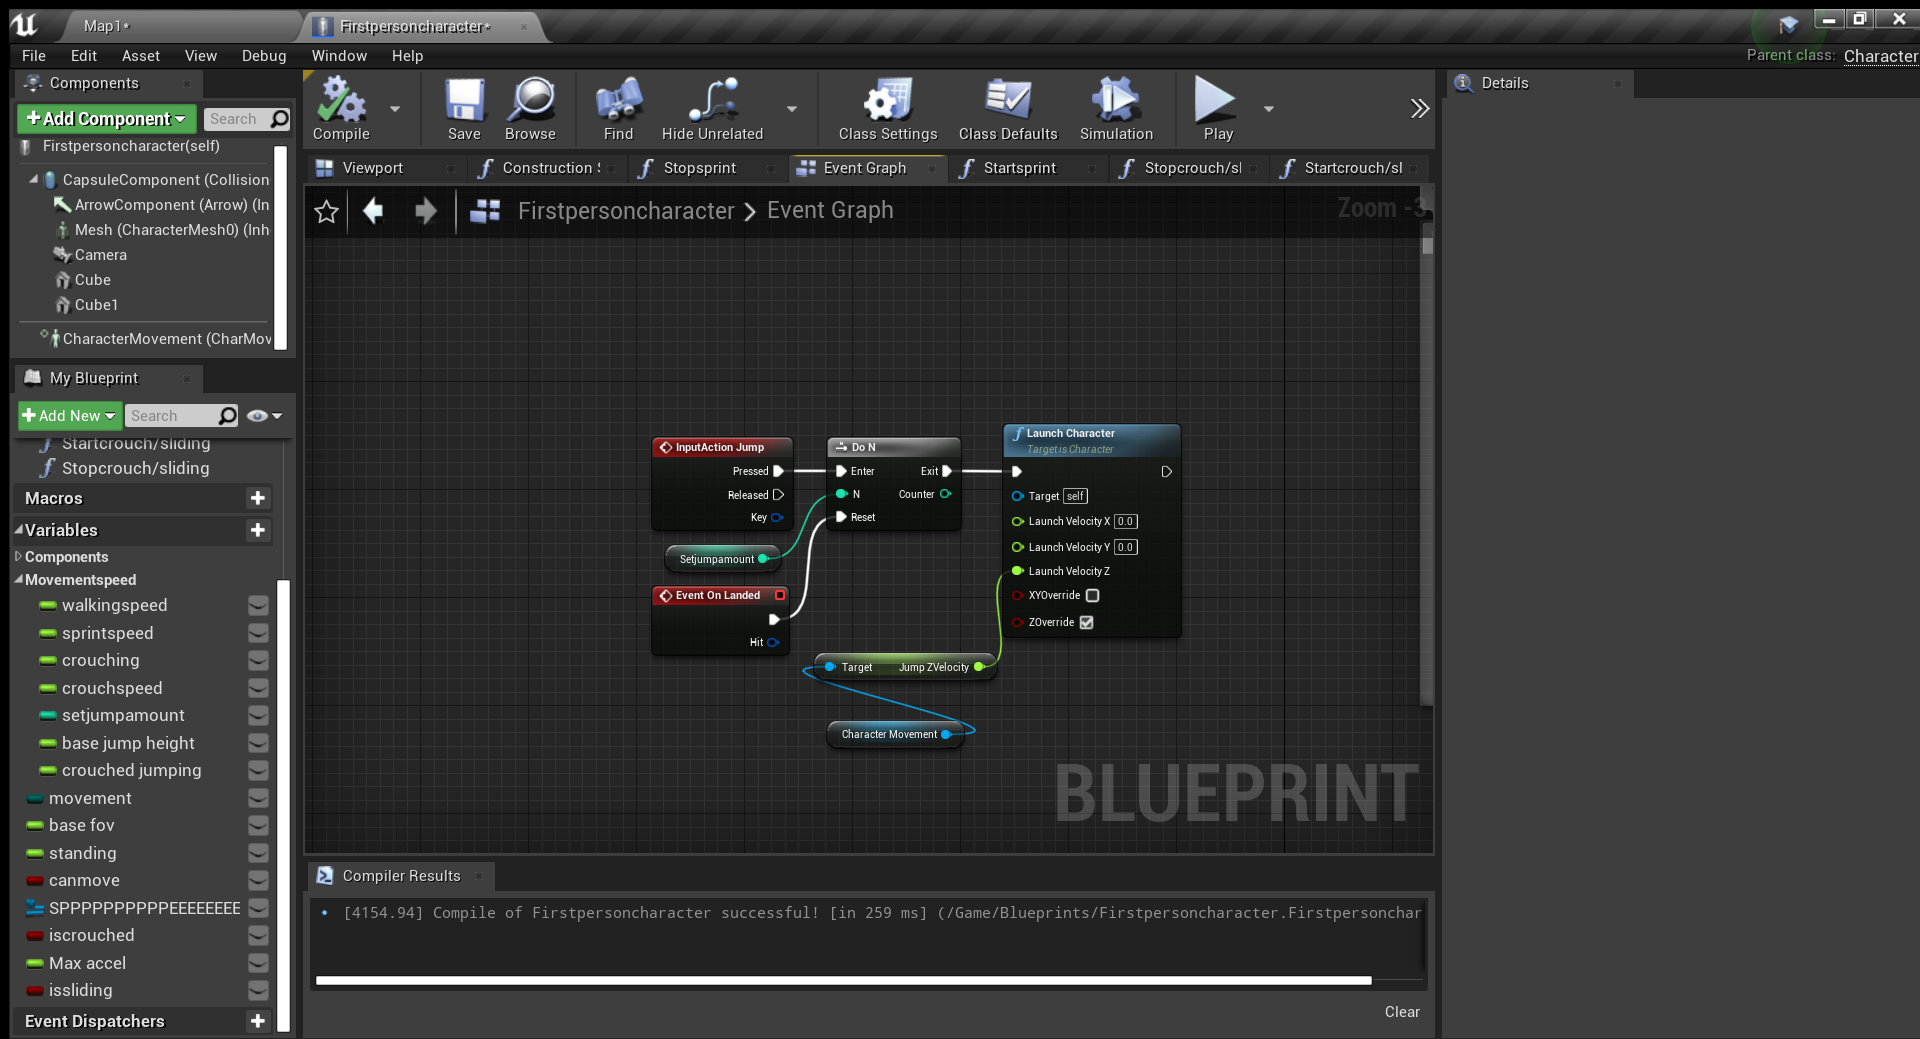 Map1*
Firstpersoncharacter*
File Edit Asset View Debug Window Help
Parent class: Character
Components
Add Component
Search
Firstpersoncharacter(self)
CapsuleComponent (Collision
ArrowComponent (Arrow) (In
Mesh (CharacterMesh0) (Inh
Camera
Cube
Cube1
CharacterMovement (CharMov
My Blueprint
Add New
Search
Startcrouch/sliding
Stopcrouch/sliding
Macros
Variables
Components
Movementspeed
walkingspeed
sprintspeed
crouching
crouchspeed
setjumpamount
base jump height
crouched jumping
movement
base fov
standing
canmove
SPPPPPPPPPPEEEEEEEE
iscrouched
Max accel
issliding
Event Dispatchers
Compile
Save
Browse
Find
Hide Unrelated
Class Settings
Class Defaults
Simulation
Play
Viewport
Construction S
Stopsprint
Event Graph
Startsprint
Stopcrouch/sl
Startcrouch/sl
Firstpersoncharacter > Event Graph
Zoom -3
InputAction Jump
Pressed
Released
Key
Setjumpamount
Event On Landed
Hit
Do N
Enter Exit
N Counter
Reset
Launch Character
Target is Character
Target self
Launch Velocity X 0.0
Launch Velocity Y 0.0
Launch Velocity Z
XYOverride
ZOverride
Target Jump ZVelocity
Character Movement
BLUEPRINT
Compiler Results
[4154.94] Compile of Firstpersoncharacter successful! [in 259 ms] (/Game/Blueprints/Firstpersoncharacter.Firstpersonchar
Clear
Details